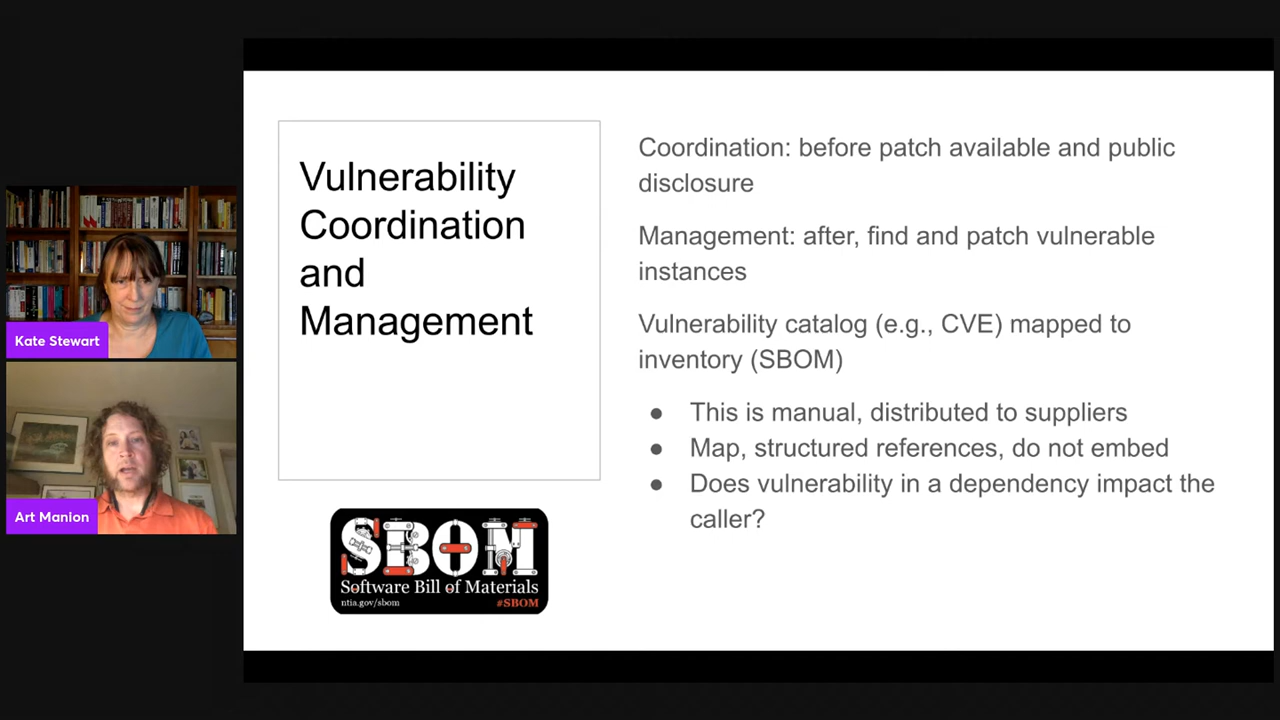 Vulnerability
Coordination
and
Management
Coordination: before patch available and public
disclosure
Management: after, find and patch vulnerable
instances
Vulnerability catalog (e.g., CVE) mapped to
inventory (SBOM)
● This is manual, distributed to suppliers
● Map, structured references, do not embed
● Does vulnerability in a dependency impact the
caller?
SBOM
Software Bill of Materials
ntia.gov/sbom #SBOM
Kate Stewart
Art Manion